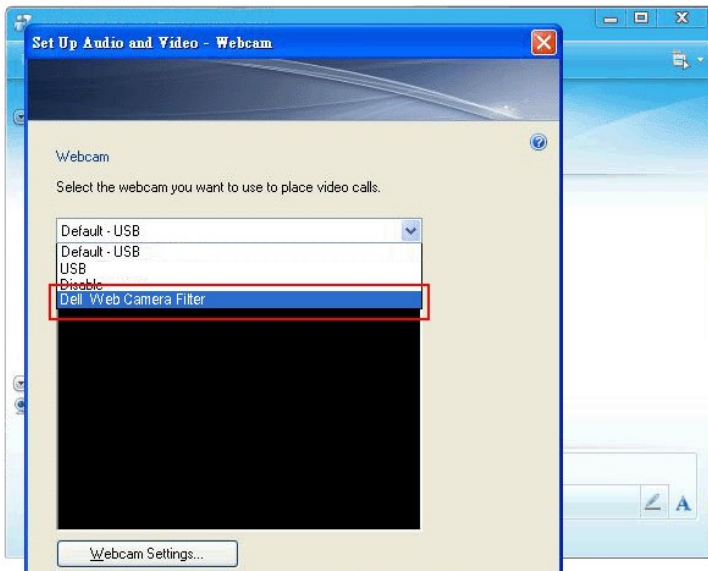 Set Up Audio and Video - Webcam
Webcam
Select the webcam you want to use to place video calls.
Default - USB
Default - USB
USB
Disable
Dell Web Camera Filter
Webcam Settings...
A